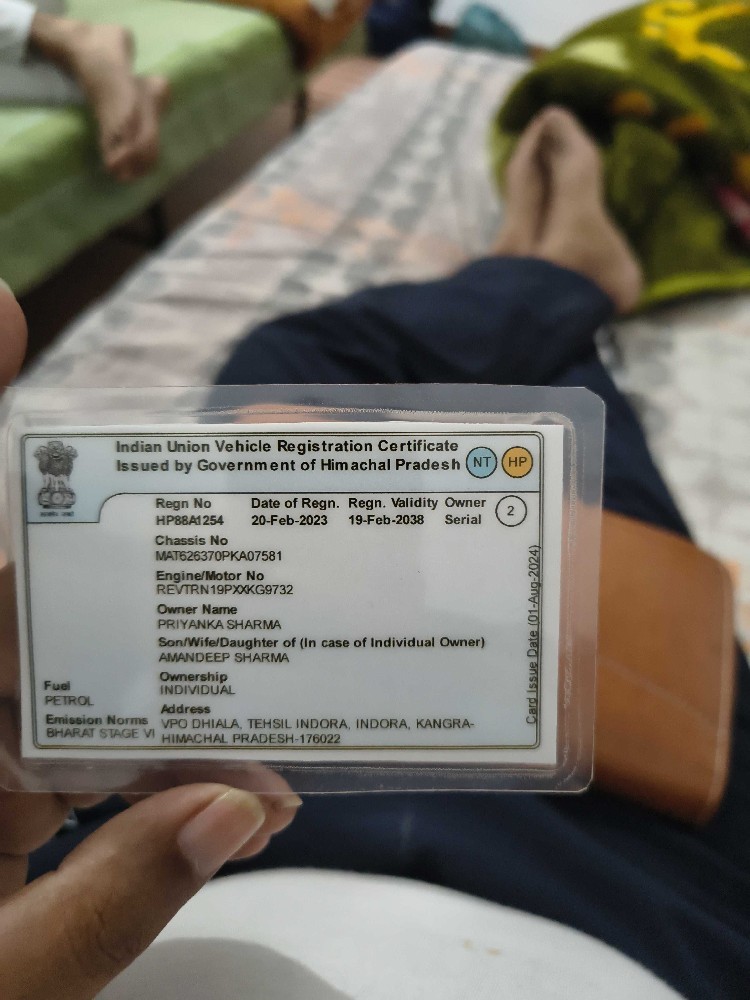 Indian Union Vehicle Registration Certificate
Issued by Government of Himachal Pradesh NT HP
Regn No Date of Regn. Regn. Validity Owner Serial 2
HP88A1254 20-Feb-2023 19-Feb-2038
Chassis No
MAT626370PKA07581
Engine/Motor No
REVTRN19PXXKG9732
Owner Name
PRIYANKA SHARMA
Son/Wife/Daughter of (In case of Individual Owner)
AMANDEEP SHARMA
Ownership
INDIVIDUAL
Fuel
PETROL
Address
VPO DHIALA, TEHSIL INDORA, INDORA, KANGRA-
HIMACHAL PRADESH-176022
Emission Norms
BHARAT STAGE VI
Card Issue Date (01-Aug-2024)